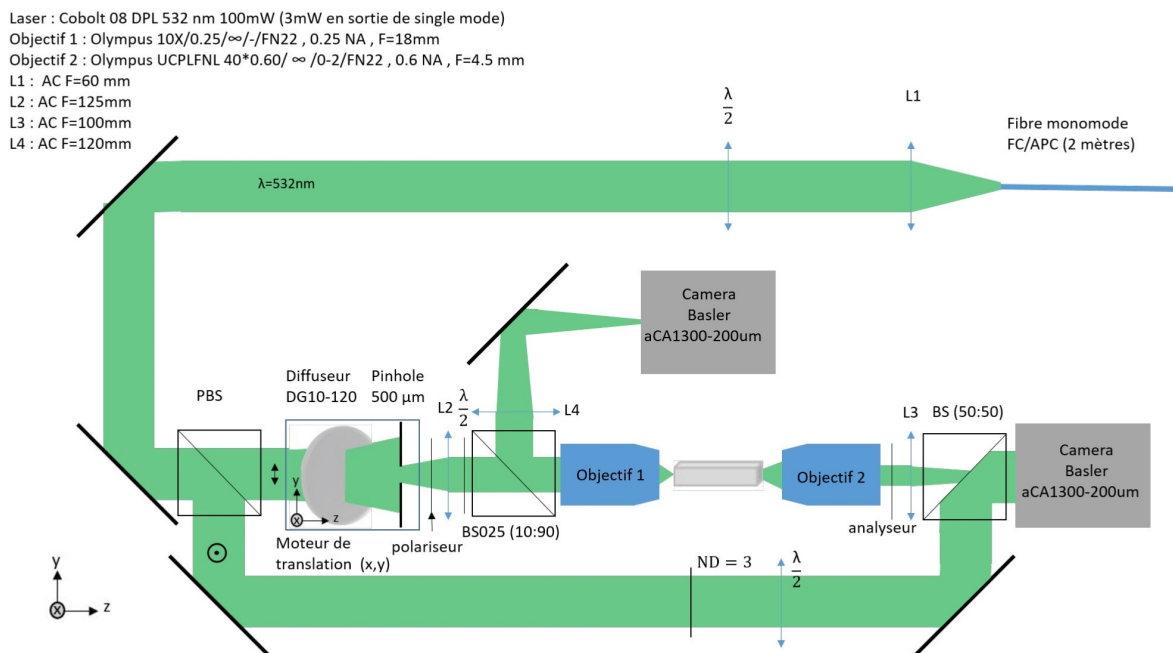 Laser : Cobolt 08 DPL 532 nm 100mW (3mW en sortie de single mode)
Objectif 1 : Olympus 10X/0.25/∞/-/FN22 , 0.25 NA , F=18mm
Objectif 2 : Olympus UCPLFNL 40*0.60/ ∞ /0-2/FN22 , 0.6 NA , F=4.5 mm
L1 : AC F=60 mm
L2 : AC F=125mm
L3 : AC F=100mm
L4 : AC F=120mm
λ/2
L1
Fibre monomode
FC/APC (2 mètres)
λ=532nm
Camera
Basler
aCA1300-200um
PBS
Diffuseur
DG10-120
Pinhole
500 μm
L2
λ/2
L4
L3
BS (50:50)
Camera
Basler
aCA1300-200um
Objectif 1
Objectif 2
y
x
z
Moteur de
translation (x,y)
polariseur
BS025 (10:90)
analyseur
ND = 3
λ/2
y
x
z